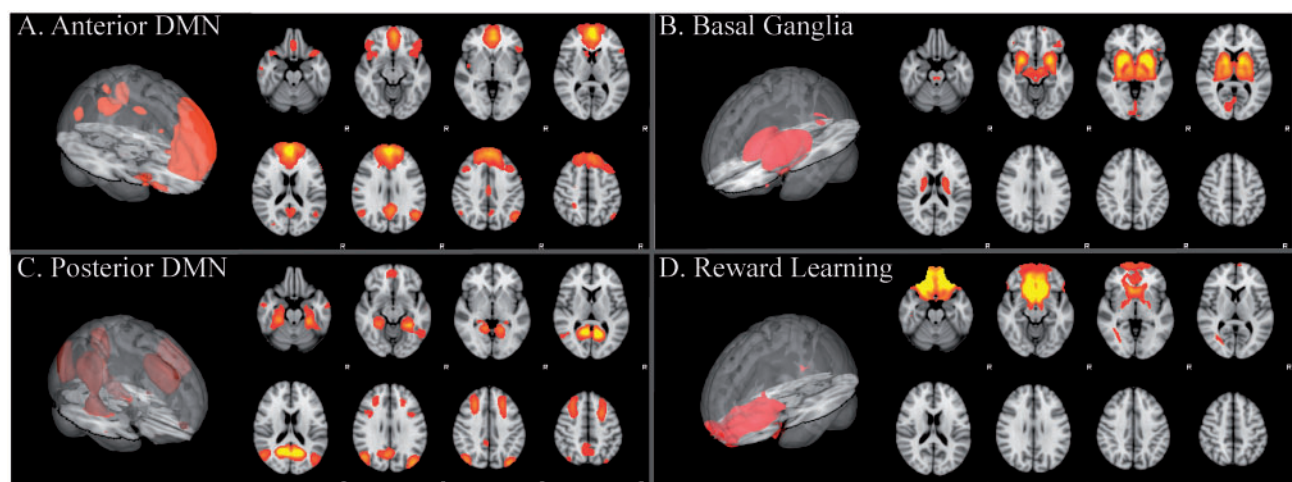 A. Anterior DMN
B. Basal Ganglia
R R R R
R R R R
R R R R
C. Posterior DMN
D. Reward Learning
R R R R
R R R R